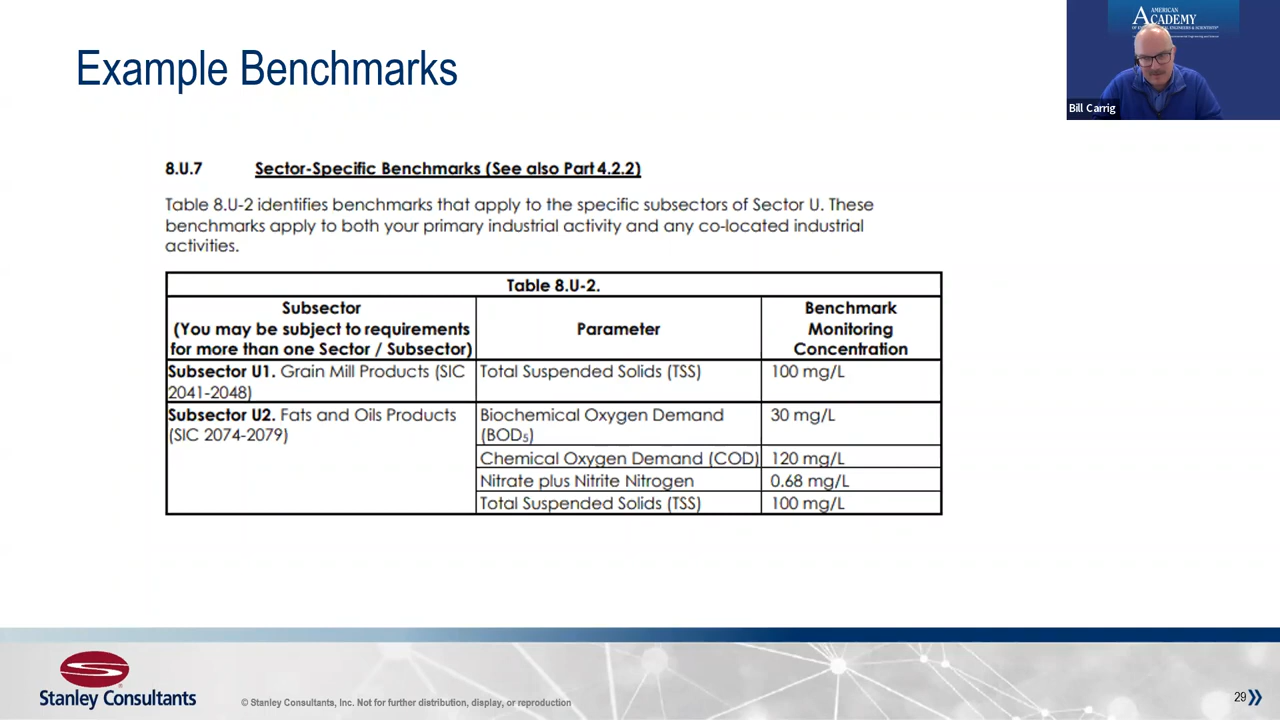 Example Benchmarks
AMERICAN
ACADEMY
Bill Carrig
8.U.7 Sector-Specific Benchmarks (See also Part 4.2.2)
Table 8.U-2 identifies benchmarks that apply to the specific subsectors of Sector U. These
benchmarks apply to both your primary industrial activity and any co-located industrial
activities.
Table 8.U-2.
Subsector
(You may be subject to requirements
for more than one Sector / Subsector)
Parameter
Benchmark
Monitoring
Concentration
Subsector U1. Grain Mill Products (SIC
2041-2048)
Total Suspended Solids (TSS)
100 mg/L
Subsector U2. Fats and Oils Products
(SIC 2074-2079)
Biochemical Oxygen Demand
(BOD₅)
30 mg/L
Chemical Oxygen Demand (COD)
120 mg/L
Nitrate plus Nitrite Nitrogen
0.68 mg/L
Total Suspended Solids (TSS)
100 mg/L
Stanley Consultants
© Stanley Consultants, Inc. Not for further distribution, display, or reproduction
29